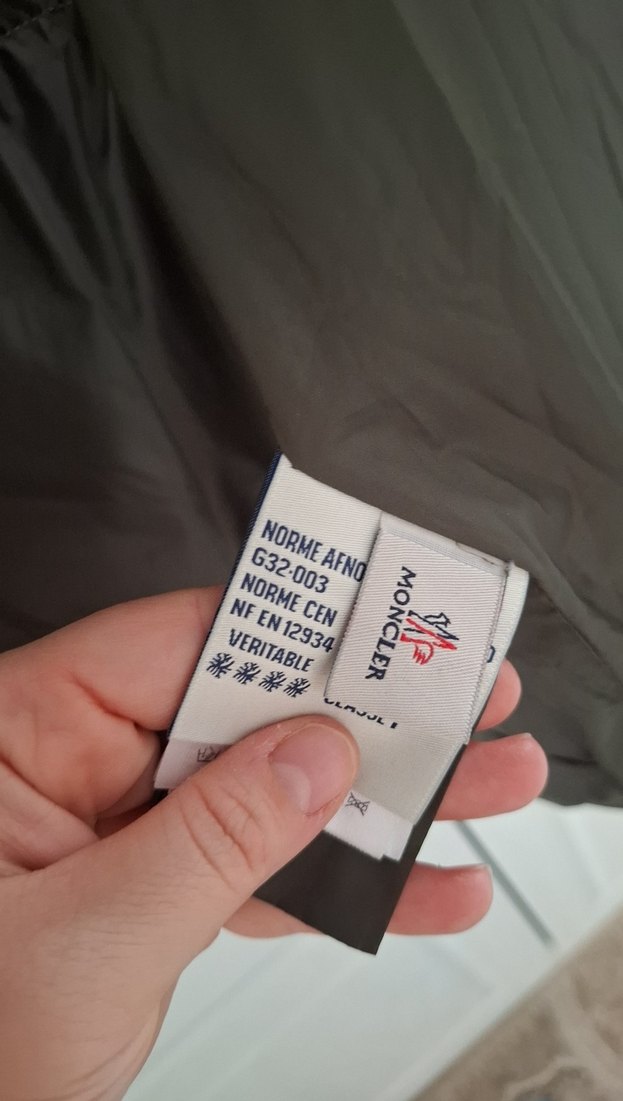 NORME AFNO
G32-003
NORME CEN
NF EN 12934
VERITABLE
MONCLER